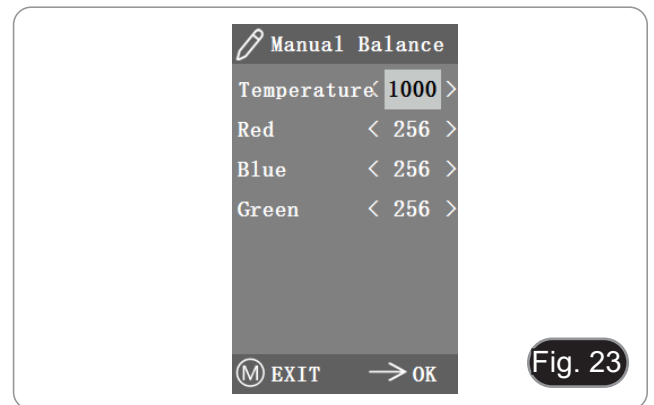 Manual Balance
Temperature < 1000 >
Red < 256 >
Blue < 256 >
Green < 256 >
M EXIT → OK
Fig. 23